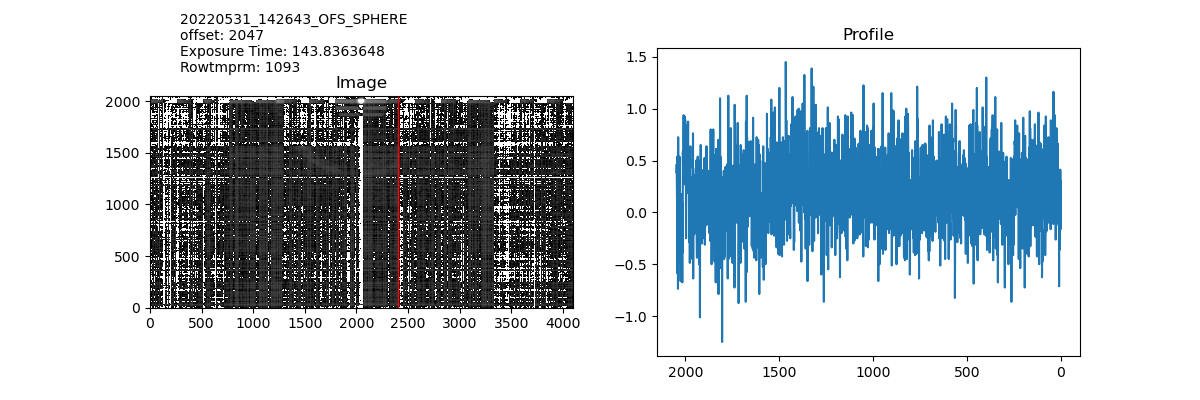 20220531_142643_OFS_SPHERE
offset: 2047
Exposure Time: 143.8363648
Rowtmprm: 1093
Image
2000
1500
1000
500
0
0 500 1000 1500 2000 2500 3000 3500 4000
Profile
1.5
1.0
0.5
0.0
−0.5
−1.0
2000 1500 1000 500 0